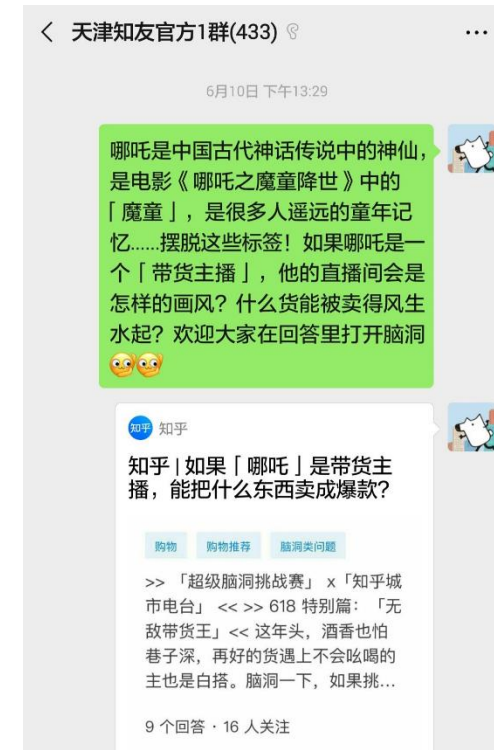 天津知友官方1群(433)
6月10日 下午13:29
哪吒是中国古代神话传说中的神仙，
是电影《哪吒之魔童降世》中的
「魔童」，是很多人遥远的童年记
忆......摆脱这些标签！如果哪吒是一
个「带货主播」，他的直播间会是
怎样的画风？什么货能被卖得风生
水起？欢迎大家在回答里打开脑洞
知乎 知乎
知乎 | 如果「哪吒」是带货主
播，能把什么东西卖成爆款？
购物 购物推荐 脑洞类问题
>> 「超级脑洞挑战赛」 x「知乎城
市电台」 << >> 618 特别篇：「无
敌带货王」<< 这年头，酒香也怕
巷子深，再好的货遇上不会吆喝的
主也是白搭。脑洞一下，如果挑...
9 个回答 · 16 人关注